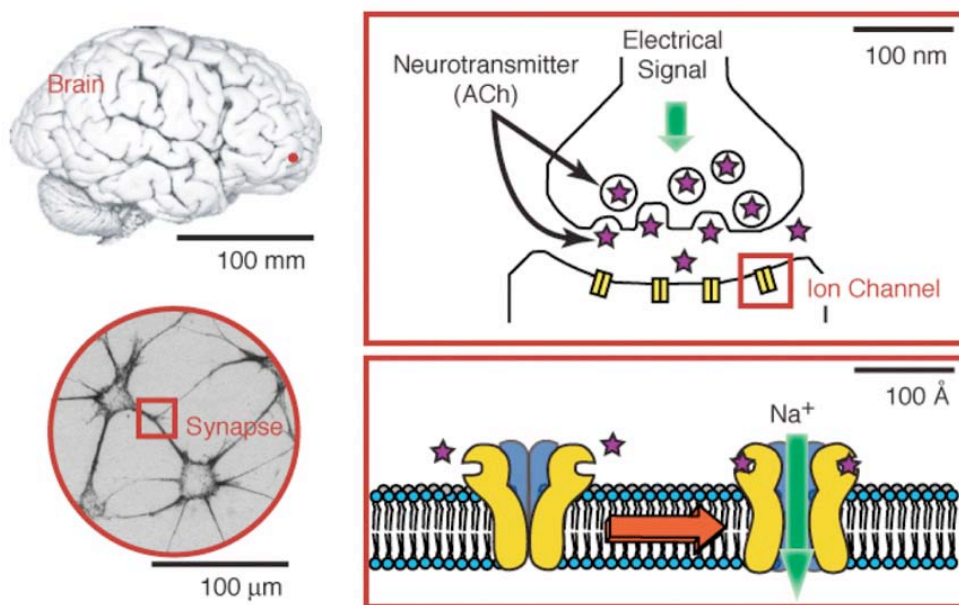 Brain
100 mm
Synapse
100 µm
Electrical
Signal
100 nm
Neurotransmitter
(ACh)
Ion Channel
100 Å
Na⁺